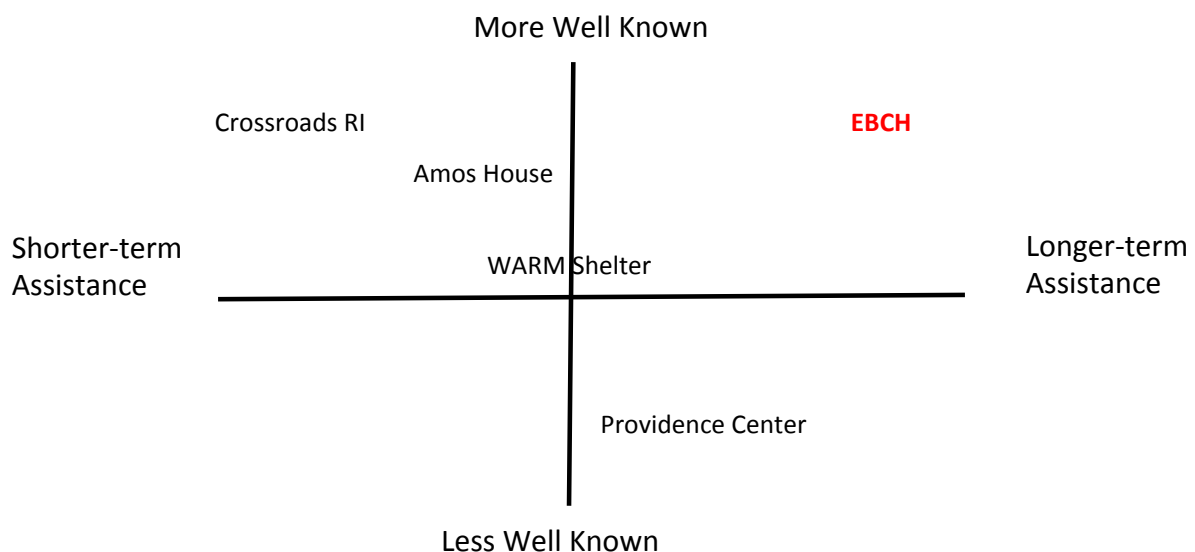 More Well Known
Crossroads RI
EBCH
Amos House
Shorter-term
Assistance
WARM Shelter
Longer-term
Assistance
Providence Center
Less Well Known